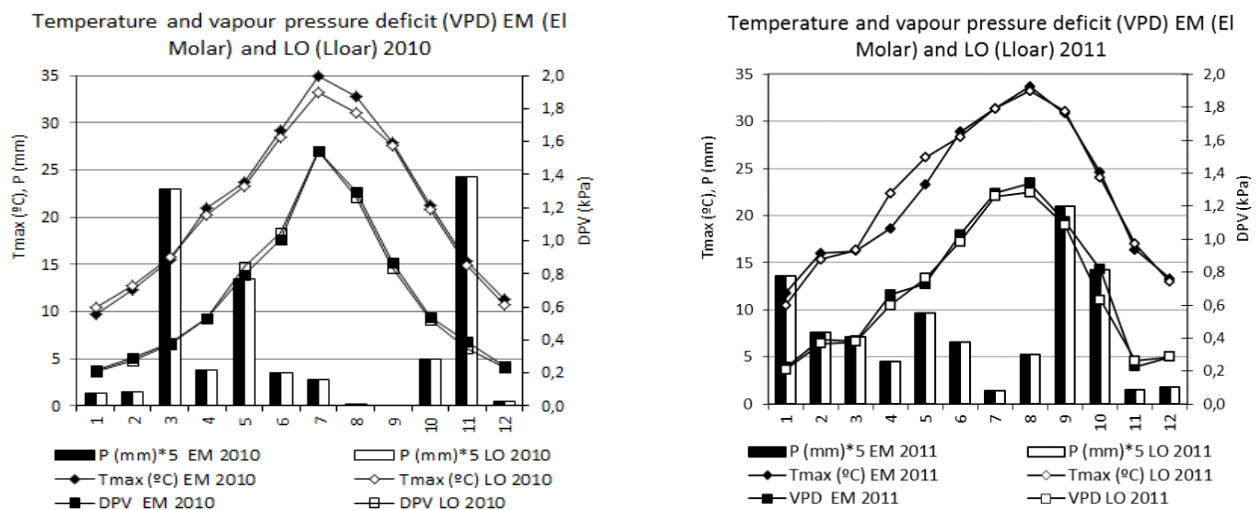 Temperature and vapour pressure deficit (VPD) EM (El
Molar) and LO (Lloar) 2010
35
30
25
20
15
10
5
0
Tmax (ºC), P (mm)
2,0
1,8
1,6
1,4
1,2
1,0
0,8
0,6
0,4
0,2
0,0
DPV (kPa)
1 2 3 4 5 6 7 8 9 10 11 12
P (mm)*5 EM 2010 P (mm)*5 LO 2010
Tmax (ºC) EM 2010 Tmax (ºC) LO 2010
DPV EM 2010 DPV LO 2010
Temperature and vapour pressure deficit (VPD) EM (El
Molar) and LO (Lloar) 2011
35
30
25
20
15
10
5
0
Tmax (ºC), P (mm)
2,0
1,8
1,6
1,4
1,2
1,0
0,8
0,6
0,4
0,2
0,0
DPV (kPa)
1 2 3 4 5 6 7 8 9 10 11 12
P (mm)*5 EM 2011 P (mm)*5 LO 2011
Tmax (ºC) EM 2011 Tmax (ºC) LO 2011
VPD EM 2011 VPD LO 2011